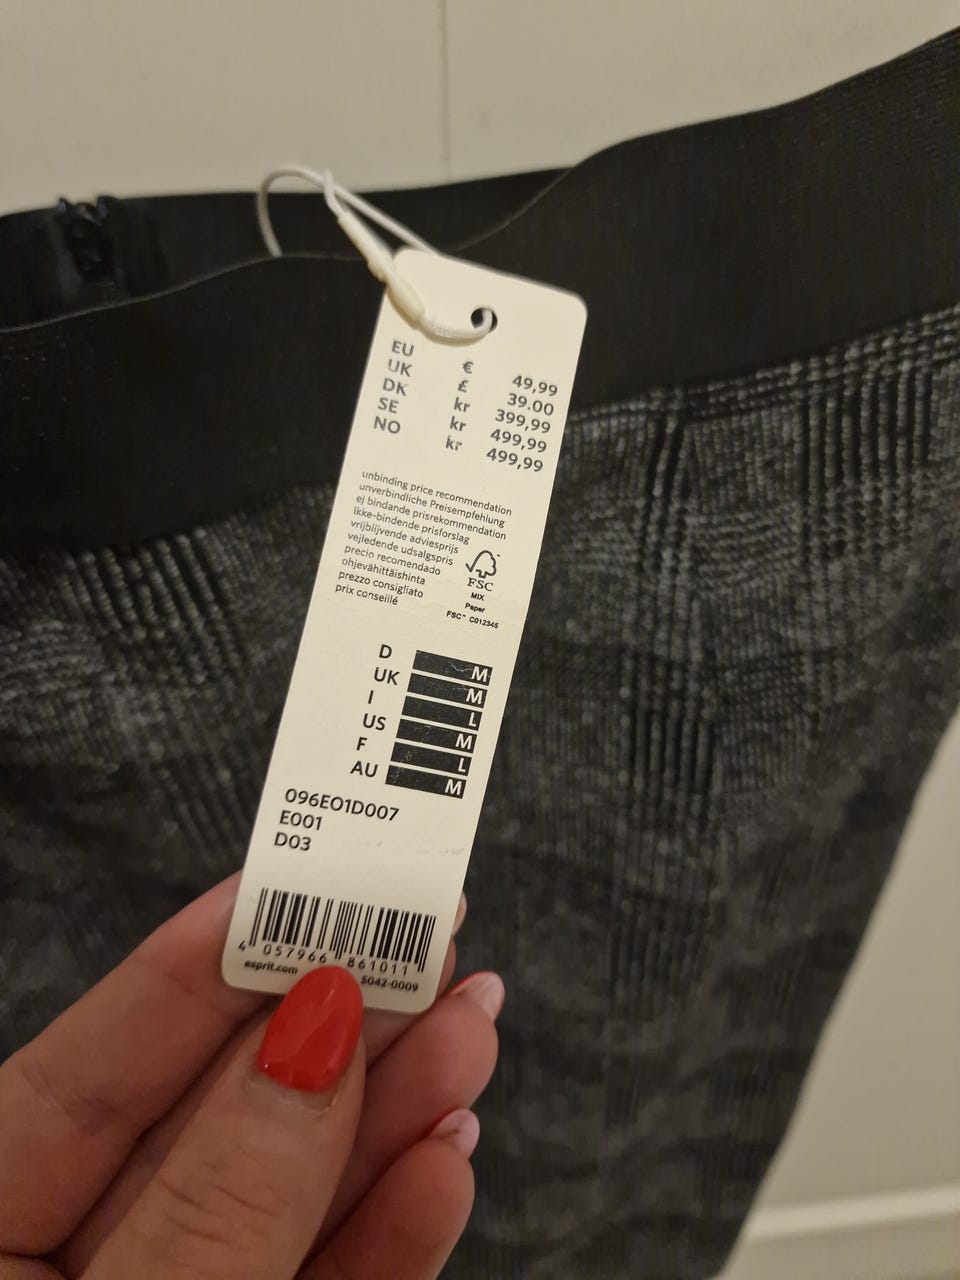 EU € 49,99
UK £ 39.00
DK kr 399,99
SE kr 499,99
NO kr 499,99
unbinding price recommendation
unverbindliche Preisempfehlung
ej bindande prisrekommendation
ikke-bindende prisforslag
vrijblijvende adviesprijs
vejledende udsalgspris
precio recomendado
ohjevähittäishinta
prezzo consigliato
prix conseiilé
FSC
MIX
Paper
FSC™ C012345
D M
UK M
I L
US M
F L
AU M
096EO1D007
E001
D03
4 057966 861011
esprit.com 5042-0009